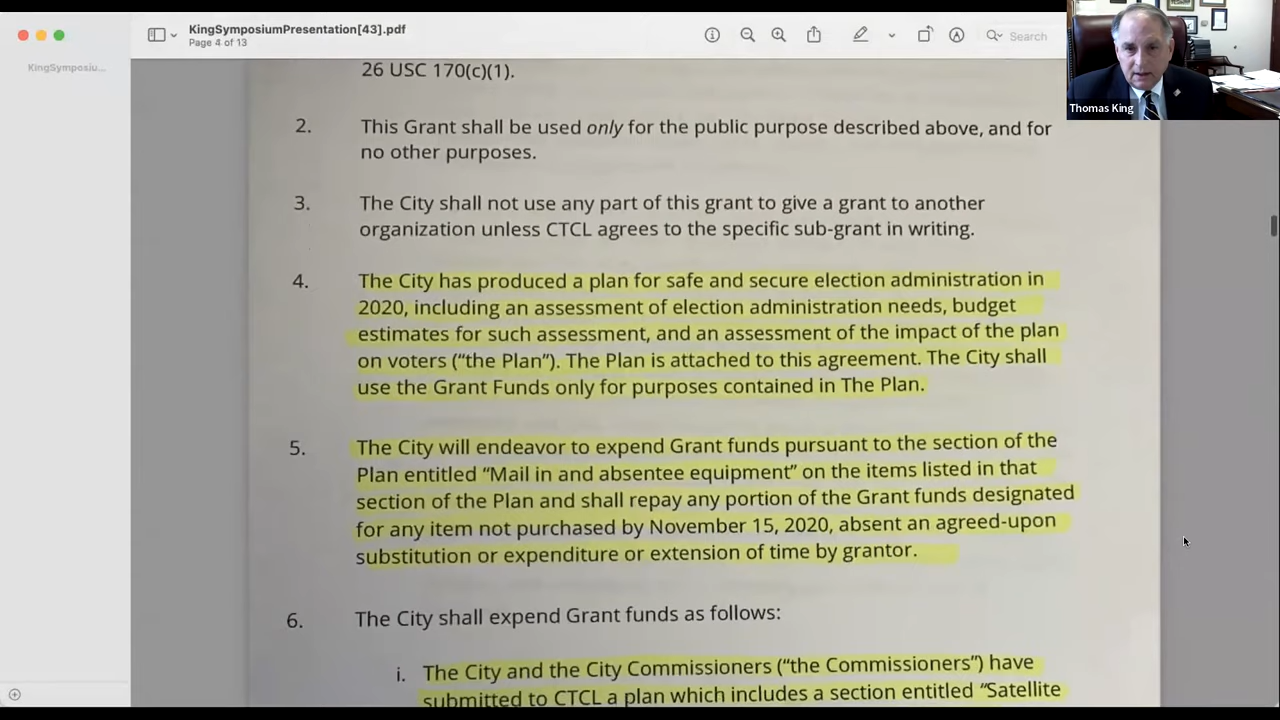 KingSymposiumPresentation[43].pdf
Page 4 of 13
Search
KingSymposiu...
Thomas King
26 USC 170(c)(1).
2. This Grant shall be used only for the public purpose described above, and for
no other purposes.
3. The City shall not use any part of this grant to give a grant to another
organization unless CTCL agrees to the specific sub-grant in writing.
4. The City has produced a plan for safe and secure election administration in
2020, including an assessment of election administration needs, budget
estimates for such assessment, and an assessment of the impact of the plan
on voters (“the Plan”). The Plan is attached to this agreement. The City shall
use the Grant Funds only for purposes contained in The Plan.
5. The City will endeavor to expend Grant funds pursuant to the section of the
Plan entitled “Mail in and absentee equipment” on the items listed in that
section of the Plan and shall repay any portion of the Grant funds designated
for any item not purchased by November 15, 2020, absent an agreed-upon
substitution or expenditure or extension of time by grantor.
6. The City shall expend Grant funds as follows:
i. The City and the City Commissioners (“the Commissioners”) have
submitted to CTCL a plan which includes a section entitled “Satellite